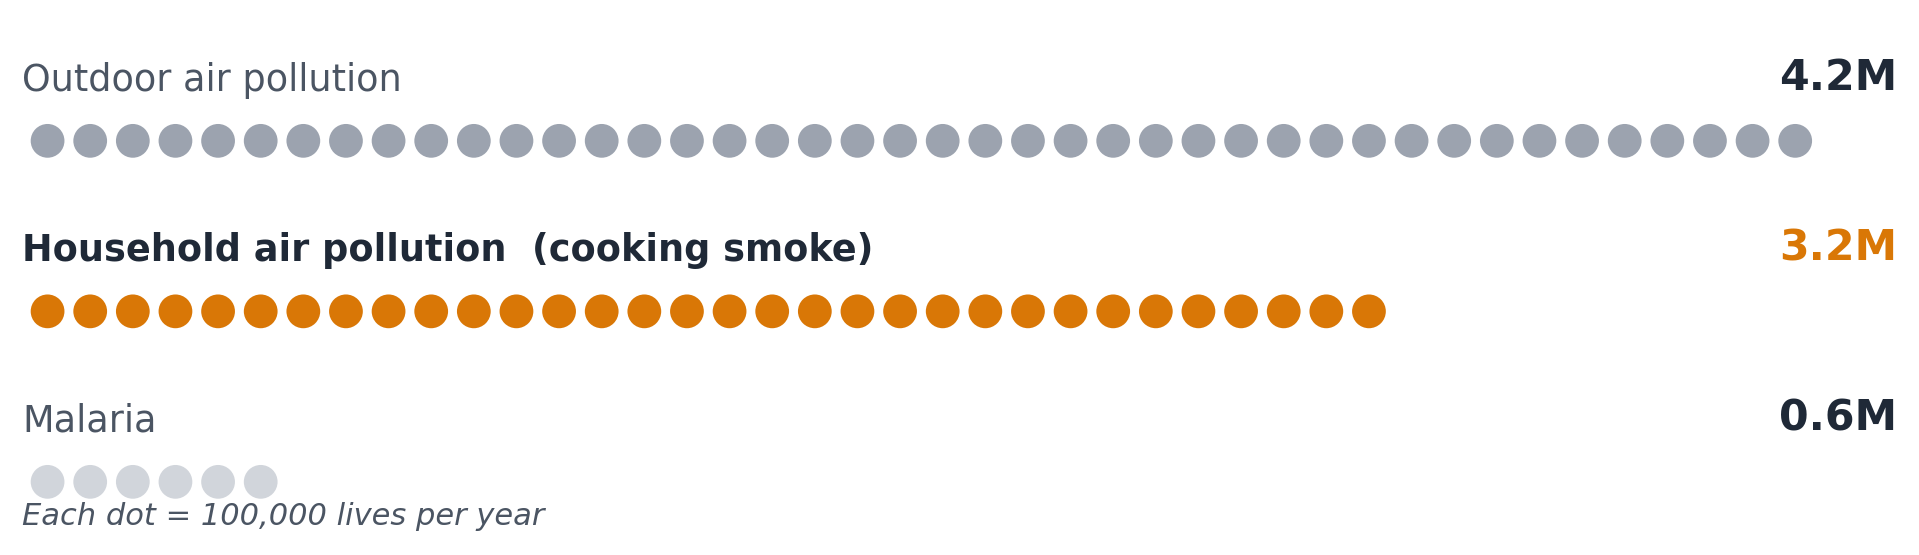 Outdoor air pollution 4.2M
Household air pollution (cooking smoke) 3.2M
Malaria 0.6M
Each dot = 100,000 lives per year